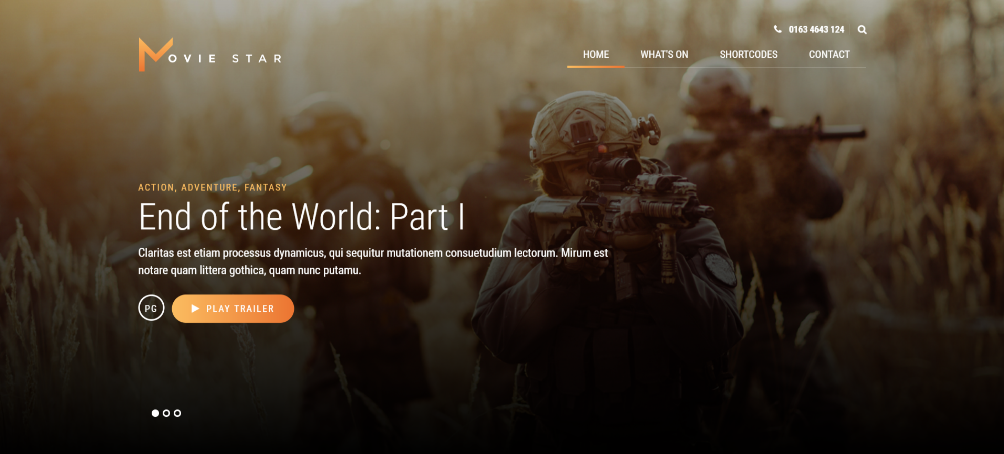 0163 4643 124
MOVIE STAR
HOME WHAT'S ON SHORTCODES CONTACT
ACTION, ADVENTURE, FANTASY
End of the World: Part I
Claritas est etiam processus dynamicus, qui sequitur mutationem consuetudium lectorum. Mirum est
notare quam littera gothica, quam nunc putamu.
PG PLAY TRAILER